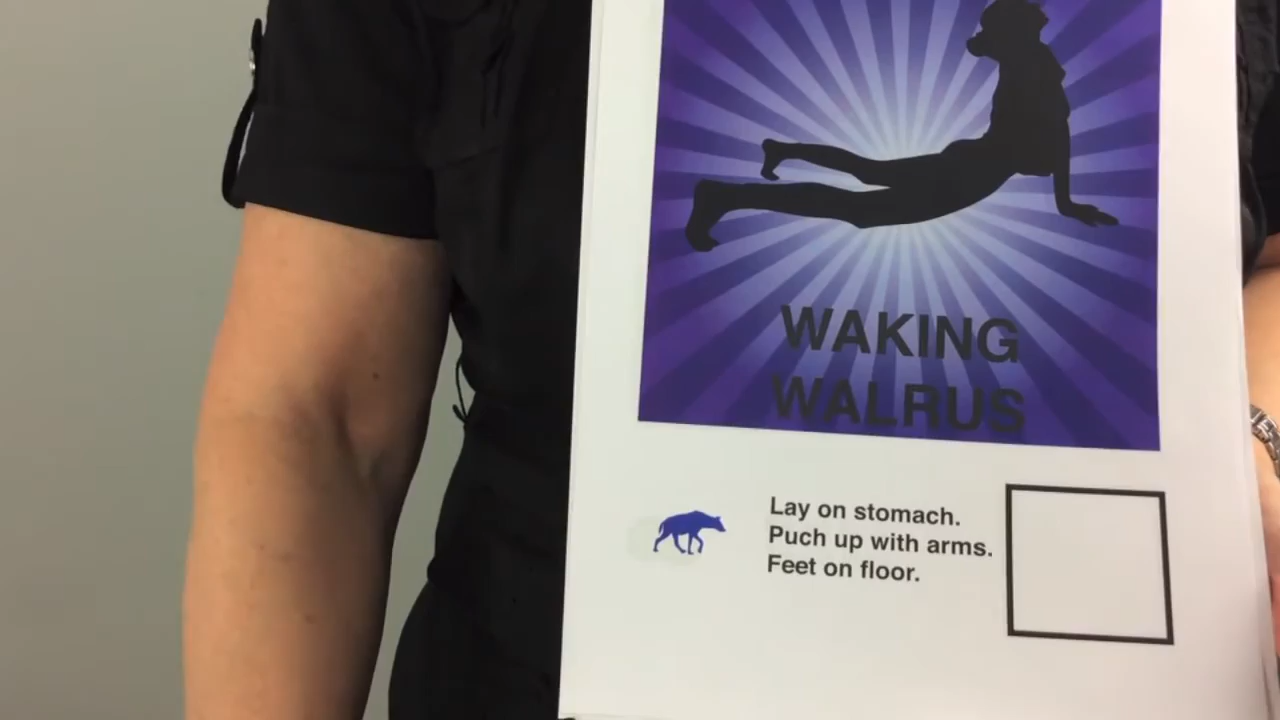 WAKING
WALRUS
Lay on stomach.
Puch up with arms.
Feet on floor.